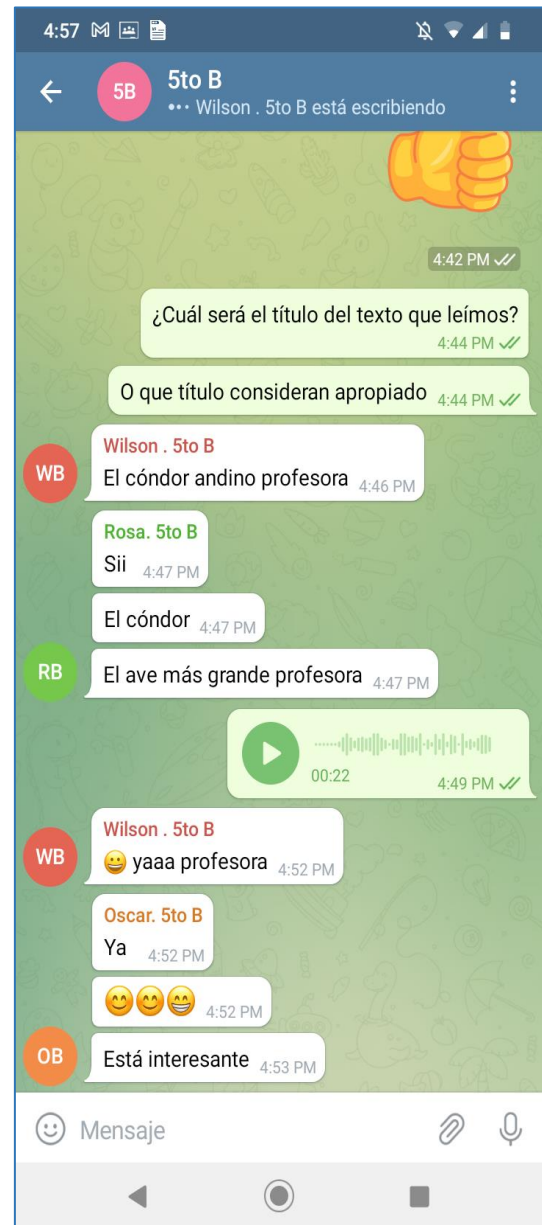 4:57
5B
5to B
Wilson . 5to B está escribiendo
4:42 PM
¿Cuál será el título del texto que leímos?
4:44 PM
O que título consideran apropiado 4:44 PM
Wilson . 5to B
WB
El cóndor andino profesora 4:46 PM
Rosa. 5to B
Sii 4:47 PM
El cóndor 4:47 PM
RB
El ave más grande profesora 4:47 PM
00:22 4:49 PM
Wilson . 5to B
WB
😀 yaaa profesora 4:52 PM
Oscar. 5to B
Ya 4:52 PM
😊😊😁 4:52 PM
OB
Está interesante 4:53 PM
Mensaje